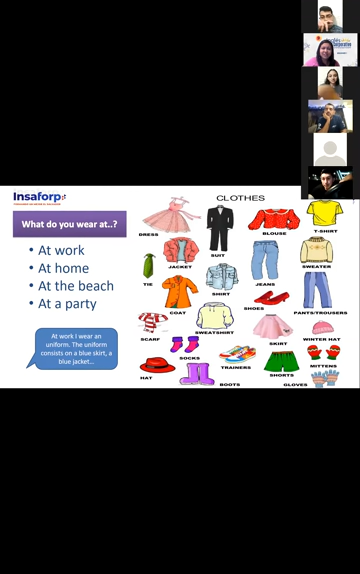 Insaforp
What do you wear at..?
• At work
• At home
• At the beach
• At a party
At work I wear an
uniform. The uniform
consists on a blue skirt, a
blue jacket...
CLOTHES
DRESS
SUIT
BLOUSE
T-SHIRT
JACKET
SWEATER
TIE
SHIRT
JEANS
COAT
SHOES
PANTS/TROUSERS
SCARF
SWEATSHIRT
SKIRT
WINTER HAT
SOCKS
TRAINERS
SHORTS
MITTENS
HAT
BOOTS
GLOVES